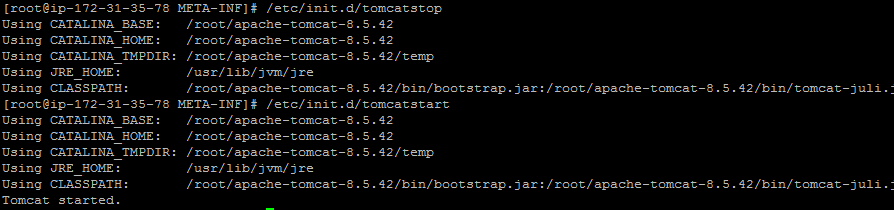 [root@ip-172-31-35-78 META-INF]# /etc/init.d/tomcatstop
Using CATALINA_BASE:   /root/apache-tomcat-8.5.42
Using CATALINA_HOME:   /root/apache-tomcat-8.5.42
Using CATALINA_TMPDIR: /root/apache-tomcat-8.5.42/temp
Using JRE_HOME:        /usr/lib/jvm/jre
Using CLASSPATH:       /root/apache-tomcat-8.5.42/bin/bootstrap.jar:/root/apache-tomcat-8.5.42/bin/tomcat-juli.j
[root@ip-172-31-35-78 META-INF]# /etc/init.d/tomcatstart
Using CATALINA_BASE:   /root/apache-tomcat-8.5.42
Using CATALINA_HOME:   /root/apache-tomcat-8.5.42
Using CATALINA_TMPDIR: /root/apache-tomcat-8.5.42/temp
Using JRE_HOME:        /usr/lib/jvm/jre
Using CLASSPATH:       /root/apache-tomcat-8.5.42/bin/bootstrap.jar:/root/apache-tomcat-8.5.42/bin/tomcat-juli.j
Tomcat started.